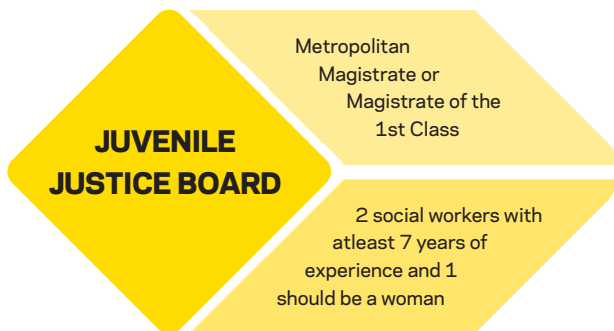 JUVENILE
JUSTICE BOARD
Metropolitan
Magistrate or
Magistrate of the
1st Class
2 social workers with
atleast 7 years of
experience and 1
should be a woman